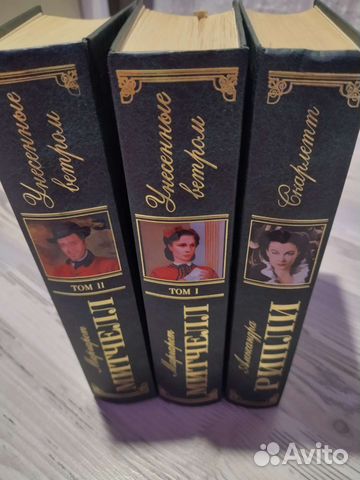 Унесенные
ветром
ТОМ II
Маргарет
МИТЧЕЛЛ
Унесенные
ветром
ТОМ I
Маргарет
МИТЧЕЛЛ
Скарлетт
Александра
РИПЛИ
Avito